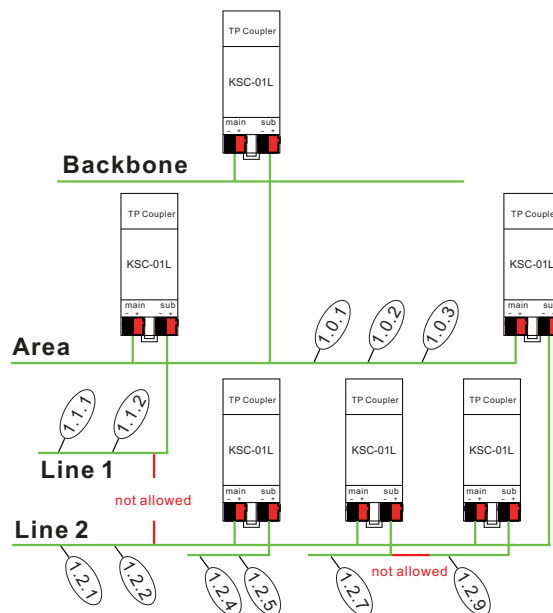 TP Coupler
KSC-01L
main sub
- + - +
Backbone
TP Coupler
KSC-01L
main sub
- + - +
TP Coupler
KSC-01L
main sub
- + - +
1.0.1
1.0.2
1.0.3
Area
1.1.1
1.1.2
Line 1
not allowed
TP Coupler
KSC-01L
main sub
- + - +
TP Coupler
KSC-01L
main sub
- + - +
TP Coupler
KSC-01L
main sub
- + - +
Line 2
1.2.1
1.2.2
1.2.4
1.2.5
1.2.7
not allowed
1.2.9